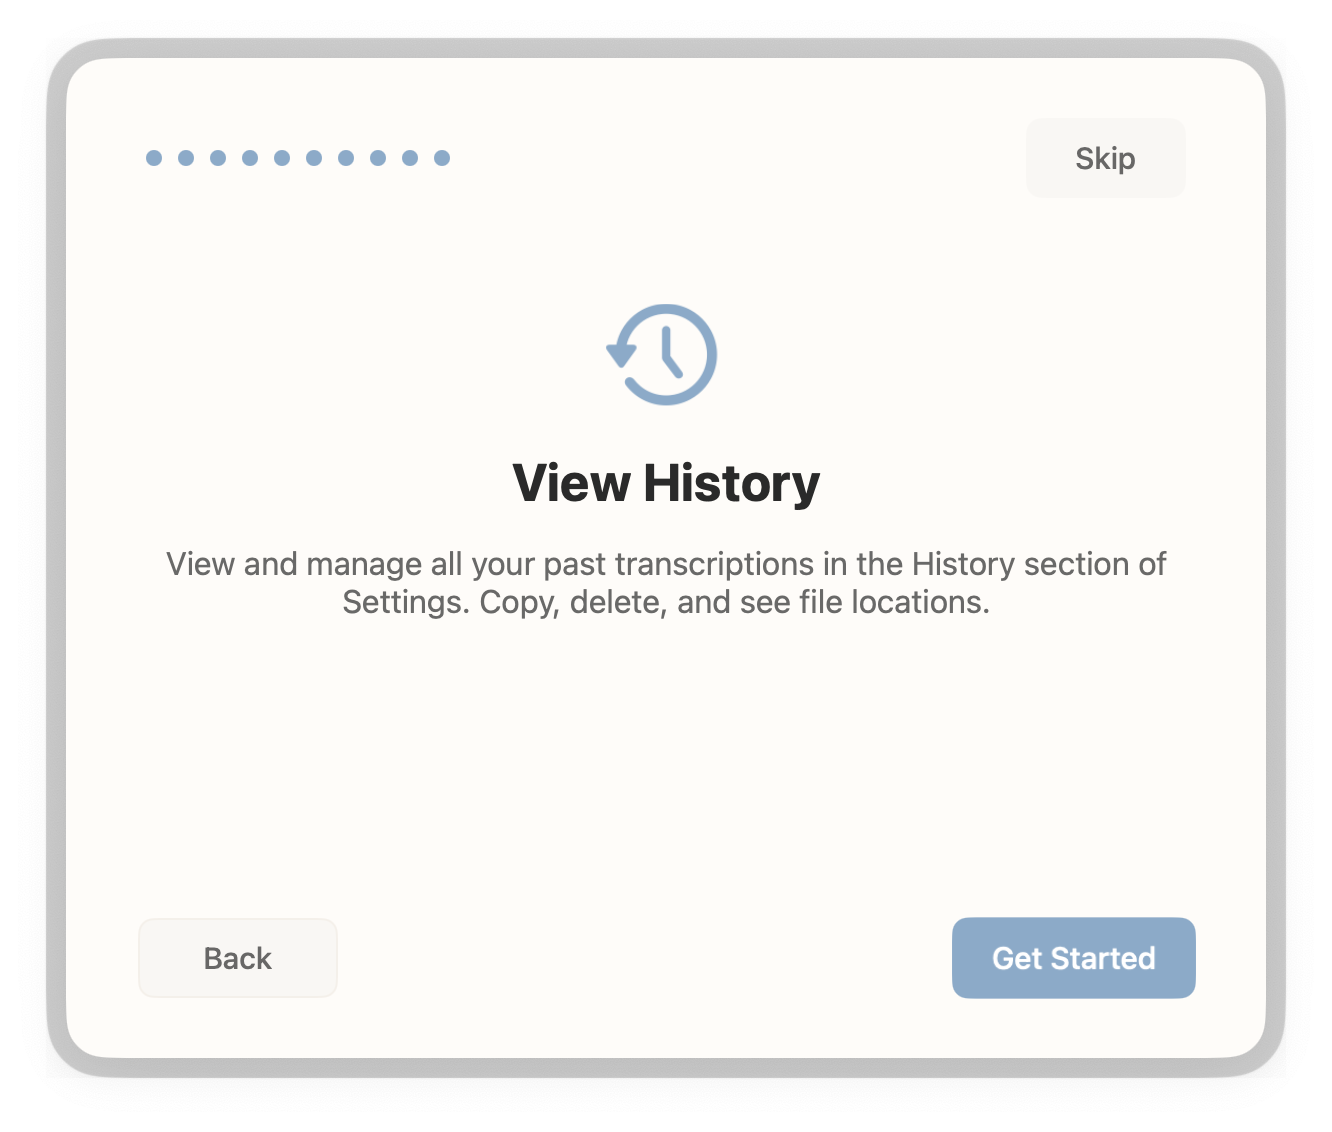 Skip
View History
View and manage all your past transcriptions in the History section of
Settings. Copy, delete, and see file locations.
Back
Get Started